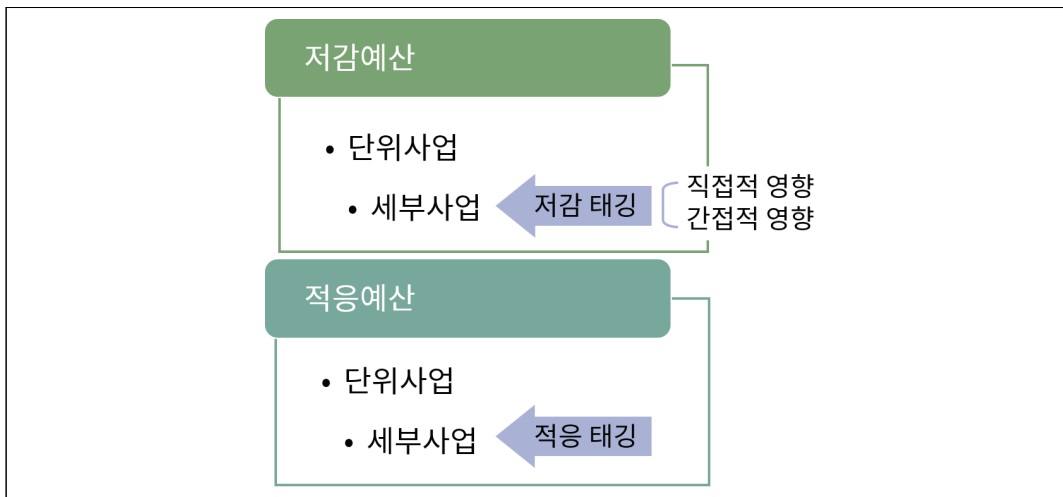 저감예산
• 단위사업
• 세부사업
저감 태깅
직접적 영향
간접적 영향
적응예산
• 단위사업
• 세부사업
적응 태깅